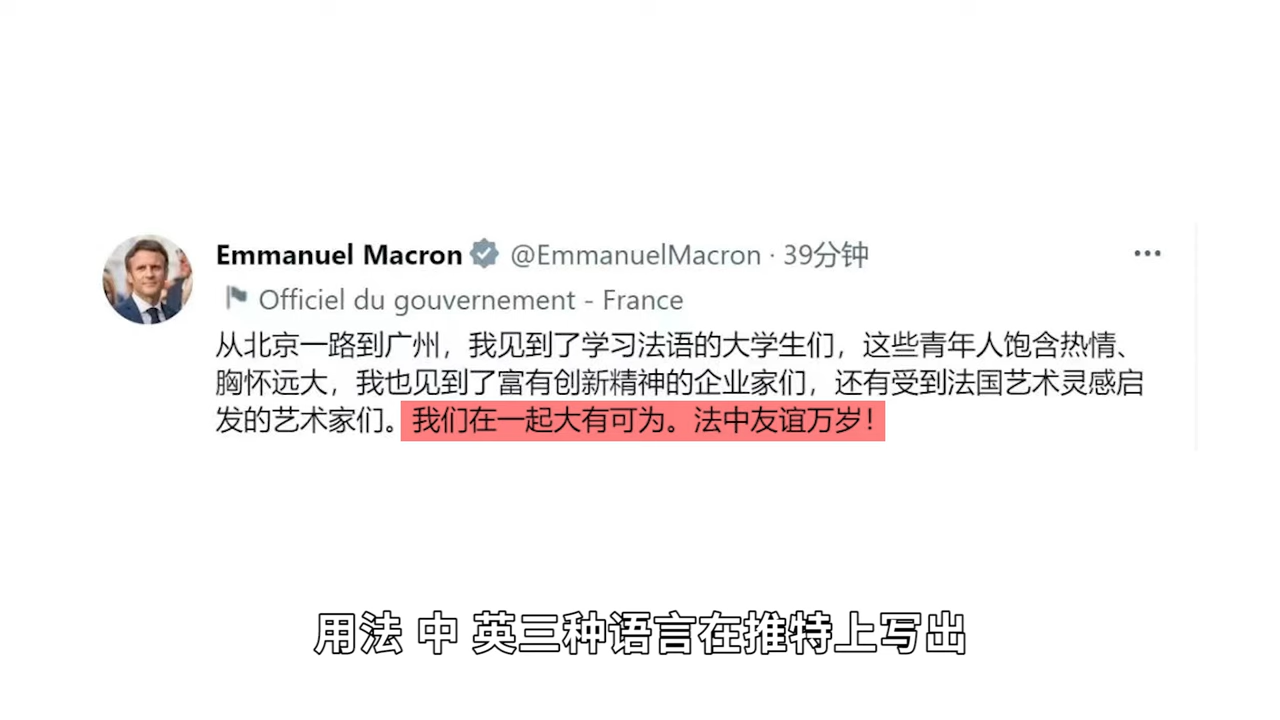 Emmanuel Macron @EmmanuelMacron · 39分钟
Officiel du gouvernement - France
从北京一路到广州，我见到了学习法语的大学生们，这些青年人饱含热情、
胸怀远大，我也见到了富有创新精神的企业家们，还有受到法国艺术灵感启
发的艺术家们。我们在一起大有可为。法中友谊万岁！
用法 中 英三种语言在推特上写出